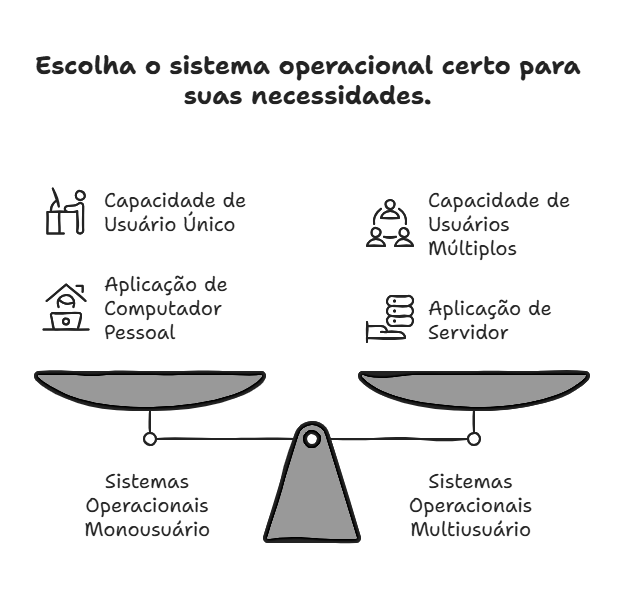 Escolha o sistema operacional certo para
suas necessidades.
Capacidade de
Usuário Único
Aplicação de
Computador
Pessoal
Capacidade de
Usuários
Múltiplos
Aplicação de
Servidor
Sistemas
Operacionais
Monousuário
Sistemas
Operacionais
Multiusuário